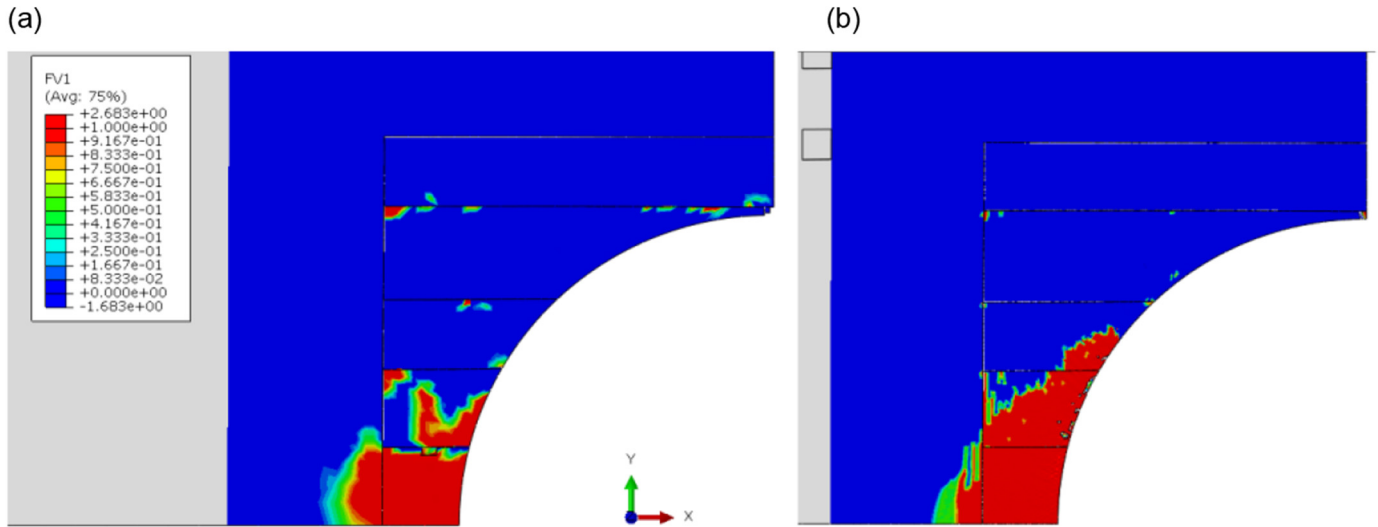 (a)
(b)
FV1
(Avg: 75%)
+2.683e+00
+1.000e+00
+9.167e-01
+8.333e-01
+7.500e-01
+6.667e-01
+5.833e-01
+5.000e-01
+4.167e-01
+3.333e-01
+2.500e-01
+1.667e-01
+8.333e-02
+0.000e+00
-1.683e+00
Y
X